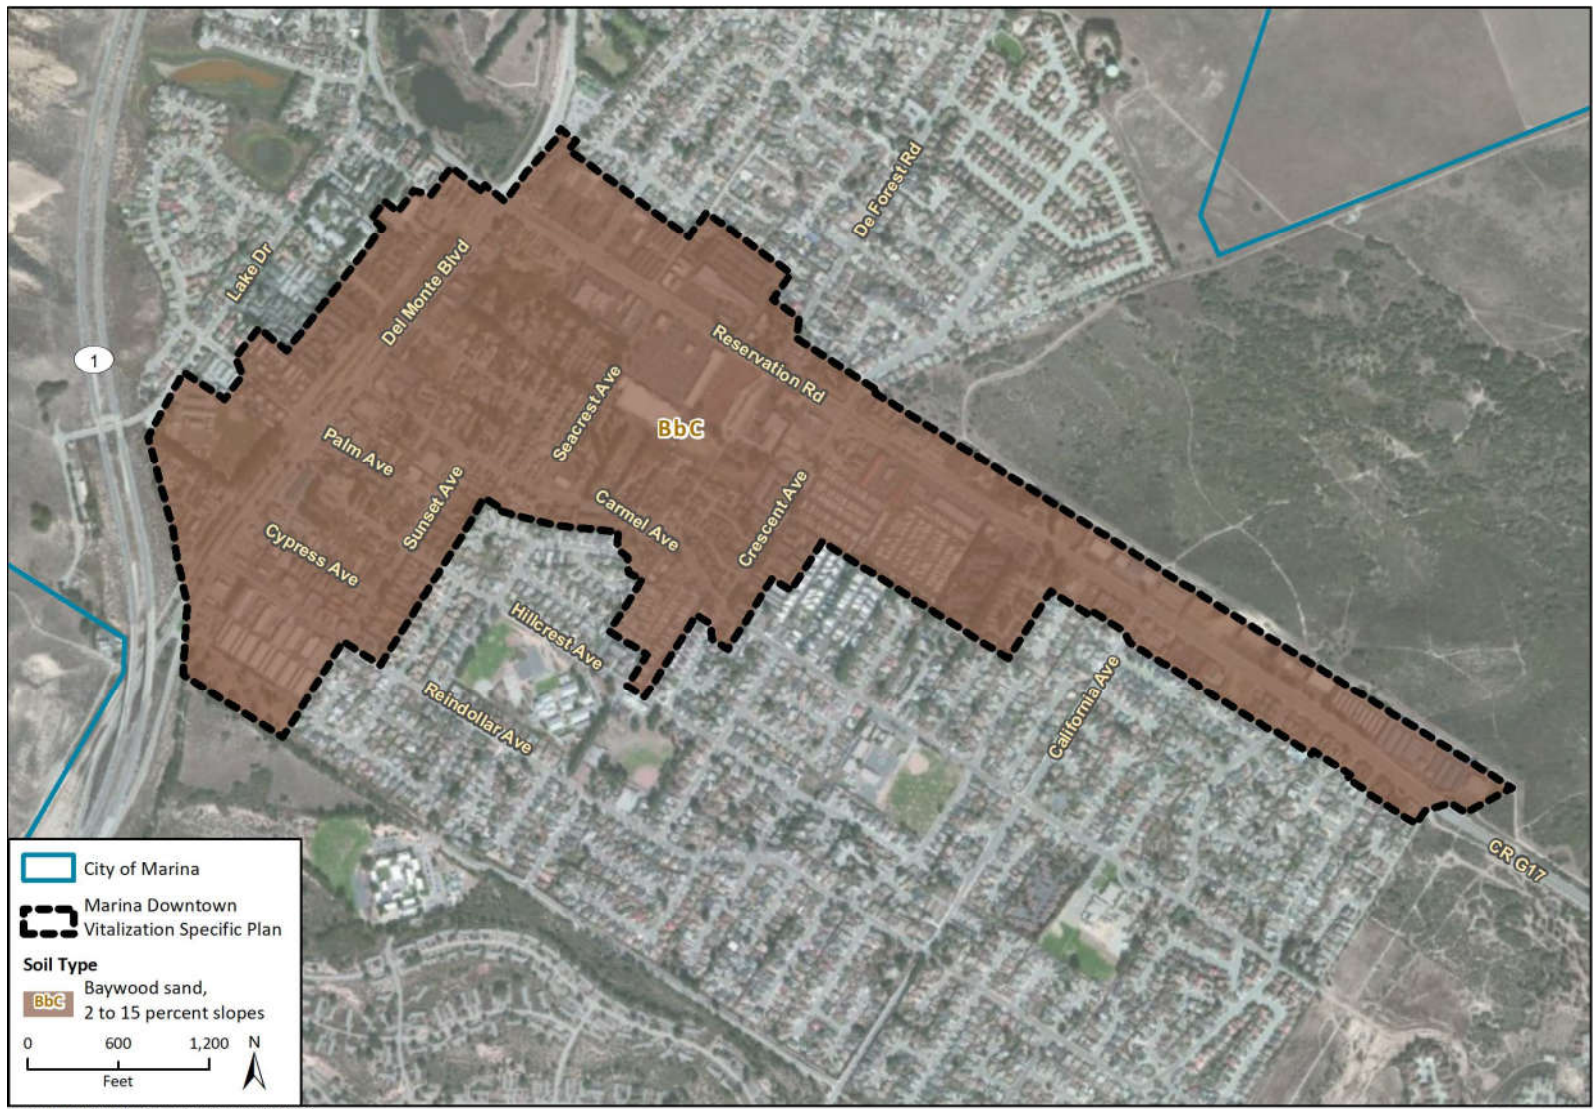 De Forest Rd
Lake Dr
Del Monte Blvd
1
Reservation Rd
Seacrest Ave
BbC
Palm Ave
Sunset Ave
Carmel Ave
Crescent Ave
Cypress Ave
Hillcrest Ave
Reindollar Ave
California Ave
CR G17
City of Marina
Marina Downtown
Vitalization Specific Plan
Soil Type
BbC
Baywood sand,
2 to 15 percent slopes
0 600 1,200 N
Feet